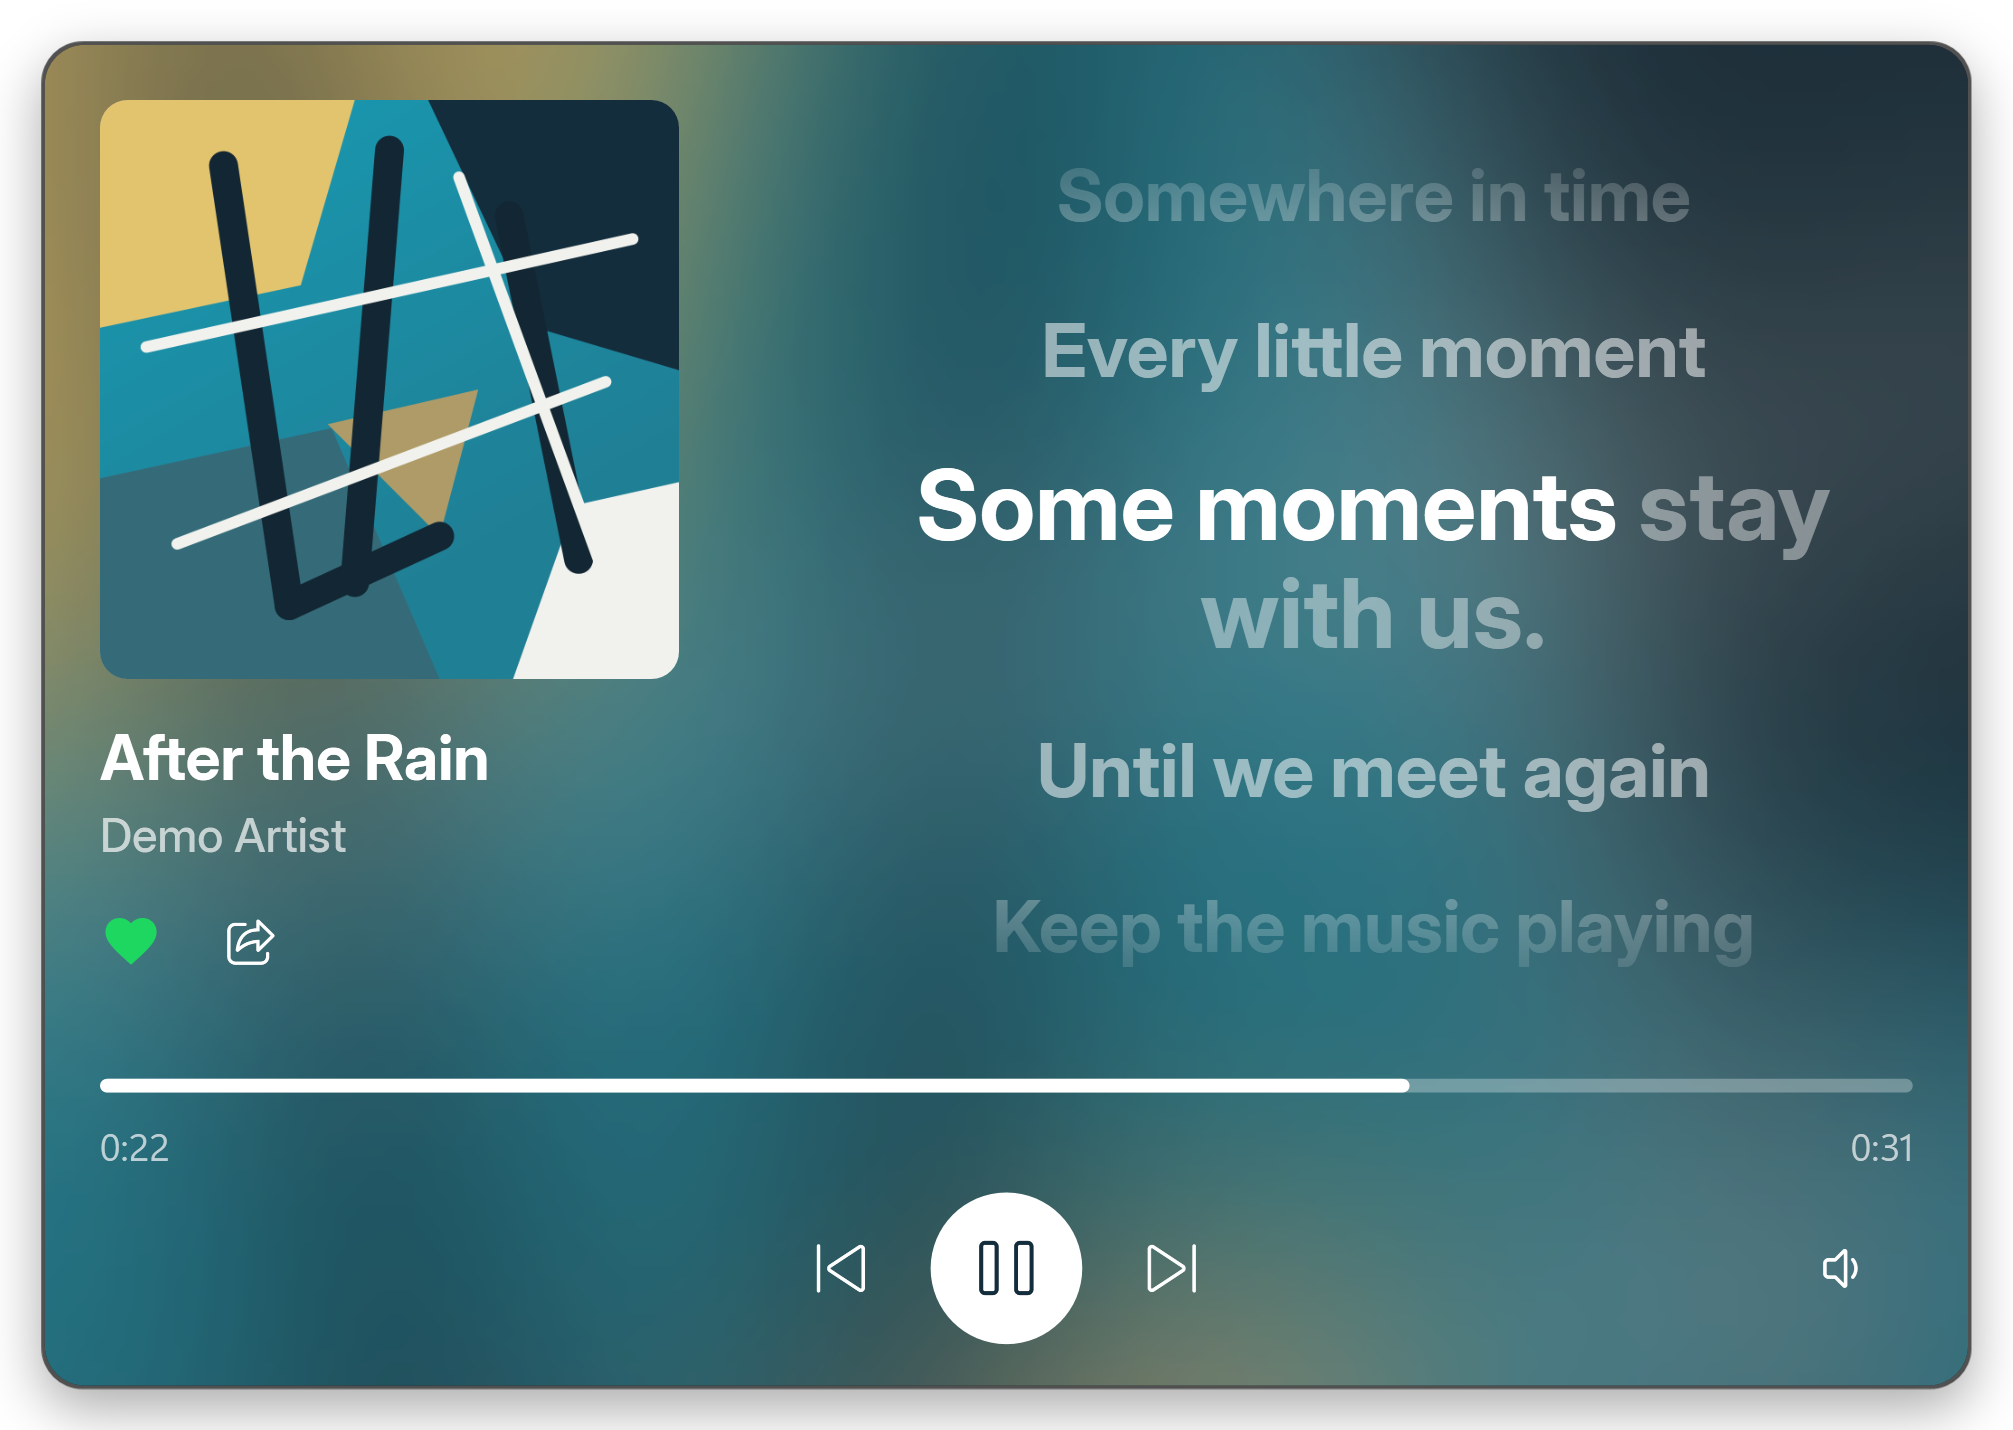 Somewhere in time
Every little moment
Some moments stay
with us.
Until we meet again
Keep the music playing
After the Rain
Demo Artist
0:22
0:31